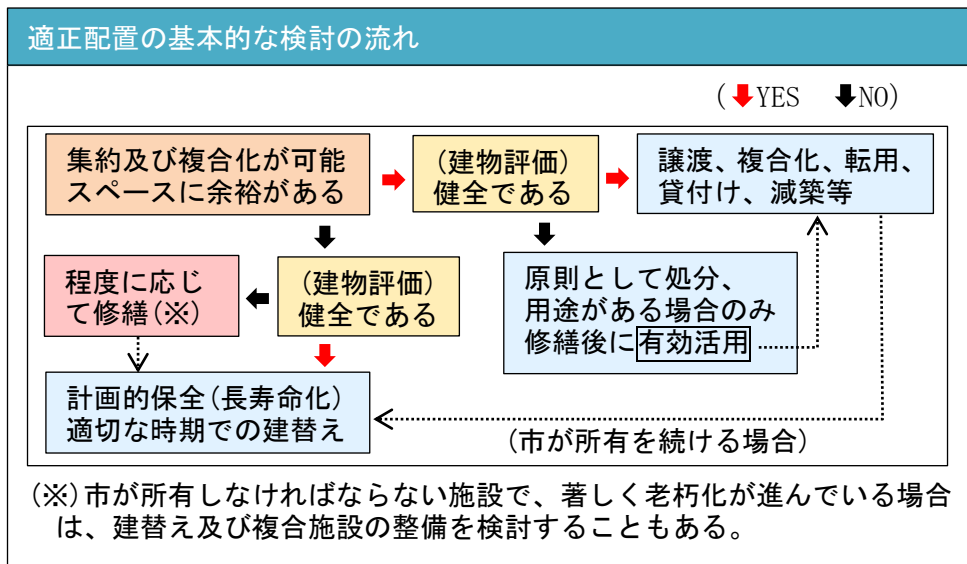 適正配置の基本的な検討の流れ
(⬇YES ⬇NO)
集約及び複合化が可能
スペースに余裕がある
(建物評価)
健全である
譲渡、複合化、転用、
貸付け、減築等
程度に応じ
て修繕(※)
(建物評価)
健全である
原則として処分、
用途がある場合のみ
修繕後に有効活用
計画的保全(長寿命化)
適切な時期での建替え
(市が所有を続ける場合)
(※)市が所有しなければならない施設で、著しく老朽化が進んでいる場合
は、建替え及び複合施設の整備を検討することもある。